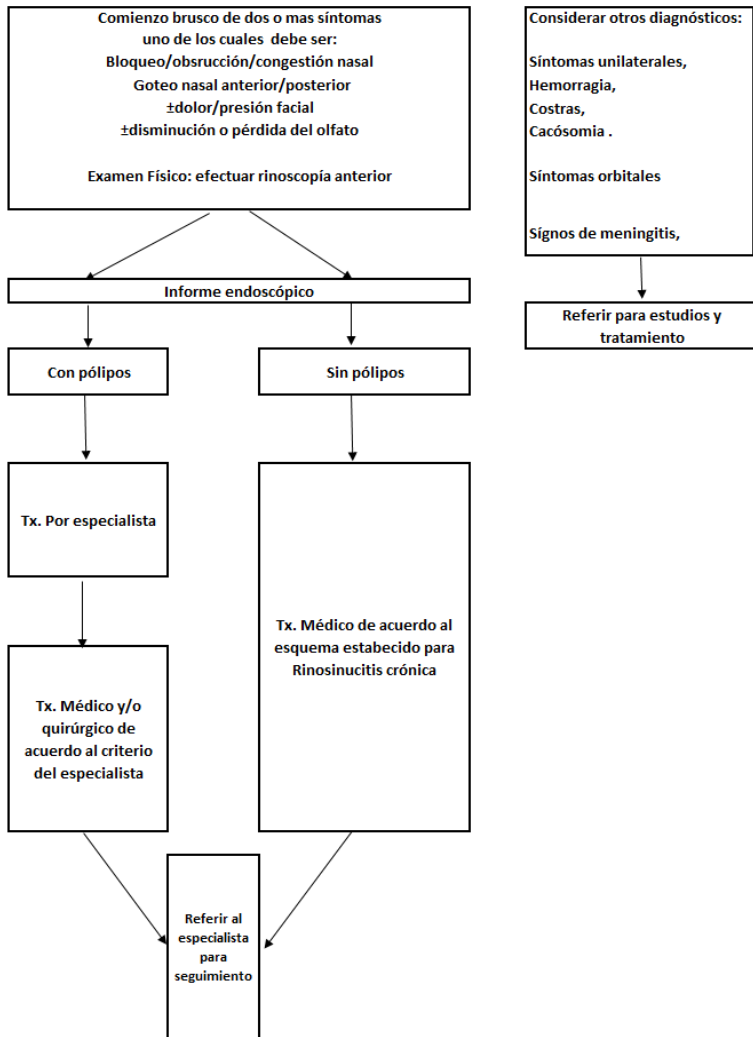 Comienzo brusco de dos o mas síntomas
uno de los cuales debe ser:
Bloqueo/obsrucción/congestión nasal
Goteo nasal anterior/posterior
±dolor/presión facial
±disminución o pérdida del olfato
Examen Físico: efectuar rinoscopía anterior
Considerar otros diagnósticos:
Síntomas unilaterales,
Hemorragia,
Costras,
Cacósomia .
Síntomas orbitales
Sígnos de meningitis,
Informe endoscópico
Referir para estudios y
tratamiento
Con pólipos
Sin pólipos
Tx. Por especialista
Tx. Médico de acuerdo al
esquema estabecido para
Rinosinucitis crónica
Tx. Médico y/o
quirúrgico de
acuerdo al criterio
del especialista
Referir al
especialista
para
seguimiento